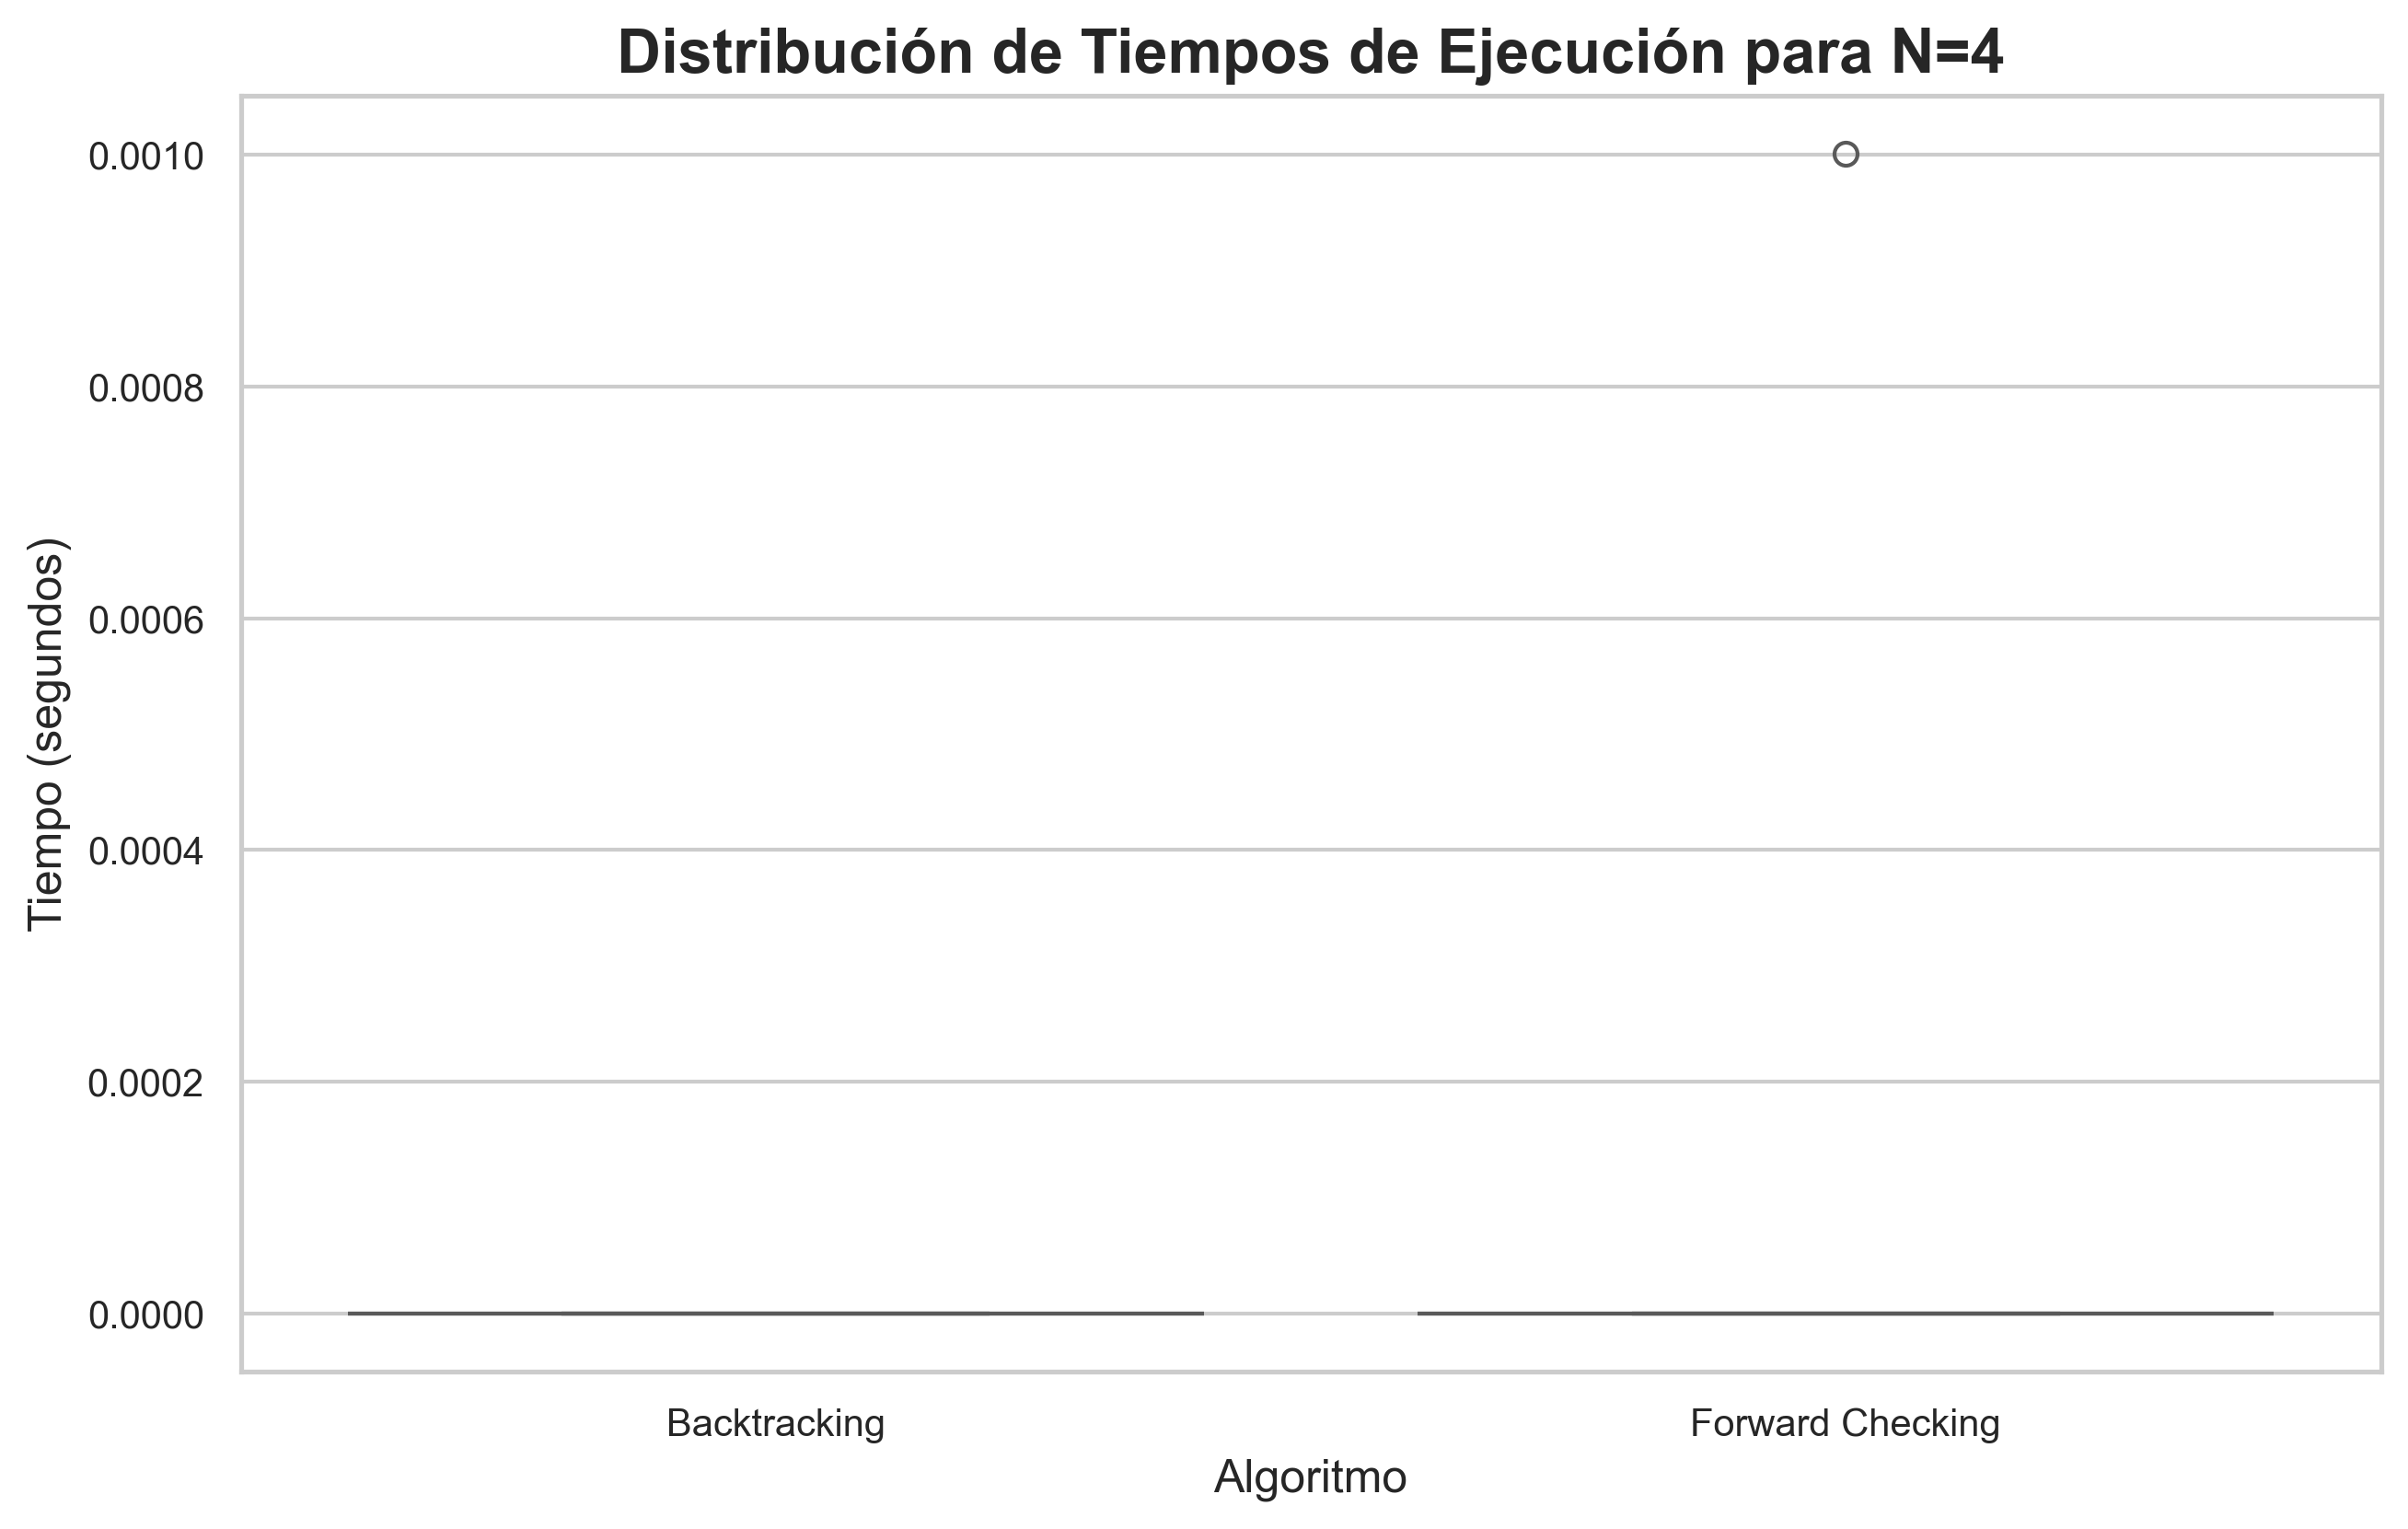 Distribución de Tiempos de Ejecución para N=4
Tiempo (segundos)
0.0010
0.0008
0.0006
0.0004
0.0002
0.0000
Backtracking
Forward Checking
Algoritmo